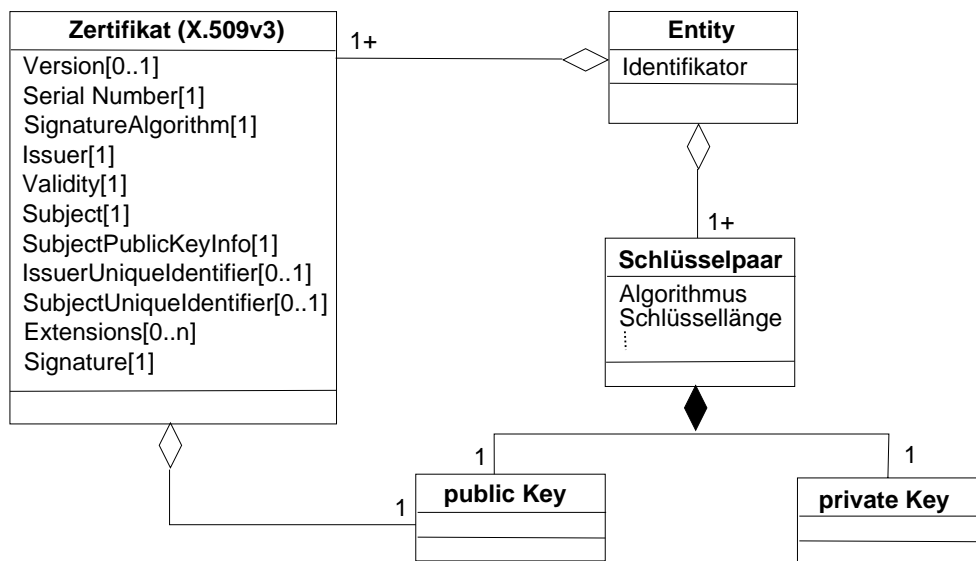 Zertifikat (X.509v3)
Version[0..1]
Serial Number[1]
SignatureAlgorithm[1]
Issuer[1]
Validity[1]
Subject[1]
SubjectPublicKeyInfo[1]
IssuerUniqueIdentifier[0..1]
SubjectUniqueIdentifier[0..1]
Extensions[0..n]
Signature[1]
1+
Entity
Identifikator
1+
Schlüsselpaar
Algorithmus
Schlüssellänge
1
1
1
public Key
private Key